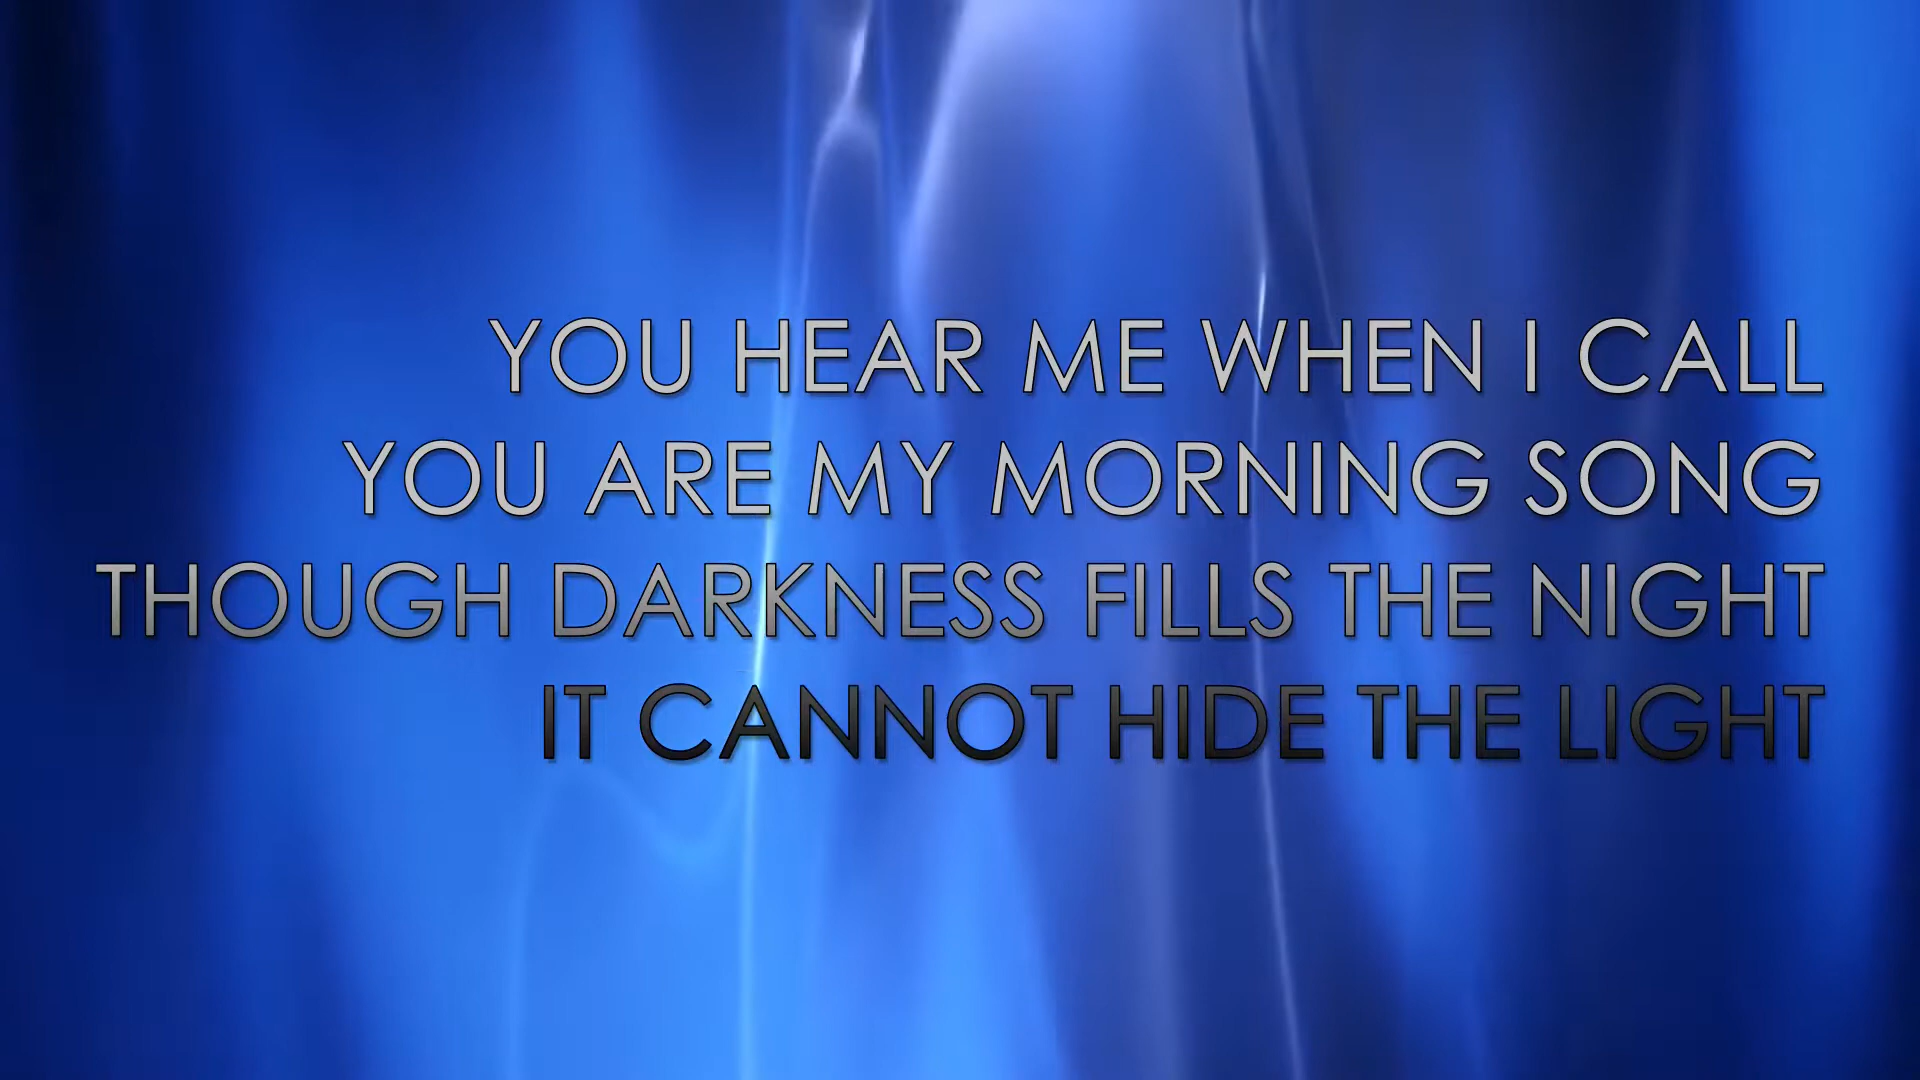 YOU HEAR ME WHEN I CALL
YOU ARE MY MORNING SONG
THOUGH DARKNESS FILLS THE NIGHT
IT CANNOT HIDE THE LIGHT